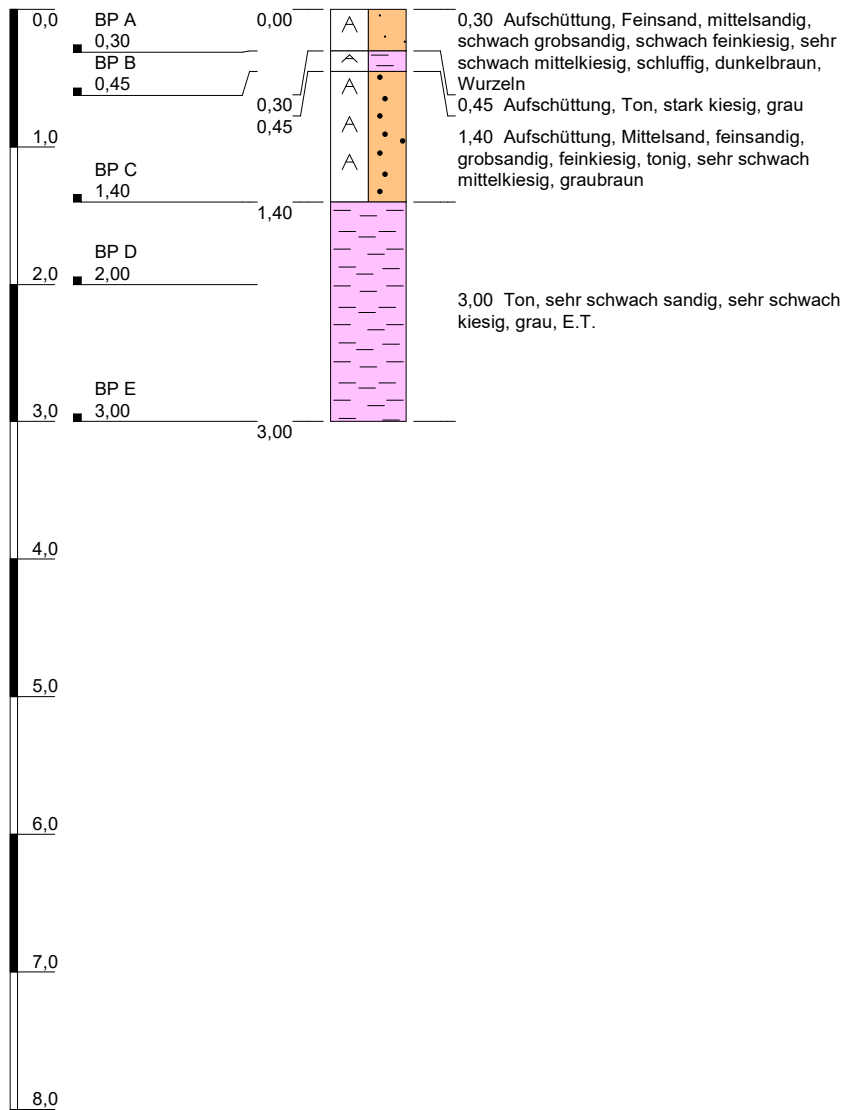 0,0
BP A
0,30
BP B
0,45
1,0
BP C
1,40
BP D
2,0
2,00
BP E
3,0
3,00
4,0
5,0
6,0
7,0
8,0
0,00
0,30
0,45
1,40
3,00
A
A
A
A
A
0,30 Aufschüttung, Feinsand, mittelsandig,
schwach grobsandig, schwach feinkiesig, sehr
schwach mittelkiesig, schluffig, dunkelbraun,
Wurzeln
0,45 Aufschüttung, Ton, stark kiesig, grau
1,40 Aufschüttung, Mittelsand, feinsandig,
grobsandig, feinkiesig, tonig, sehr schwach
mittelkiesig, graubraun
3,00 Ton, sehr schwach sandig, sehr schwach
kiesig, grau, E.T.